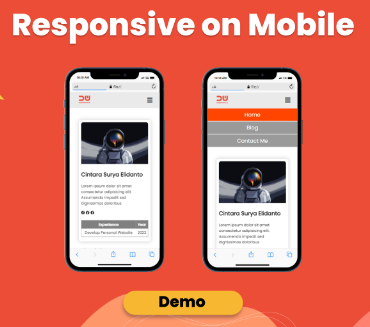 Responsive on Mobile
Home
Blog
Contact Me
Cintara Surya Elidanto
Lorem ipsum dolor sit amet
consectetur adipisicing elit.
Assumenda impedit sed
dignissimos doloribus
Experience Year
Develop Personal Website 2022
Cintara Surya Elidanto
Lorem ipsum dolor sit amet
consectetur adipisicing elit.
Assumenda impedit sed
dignissimos doloribus
Demo